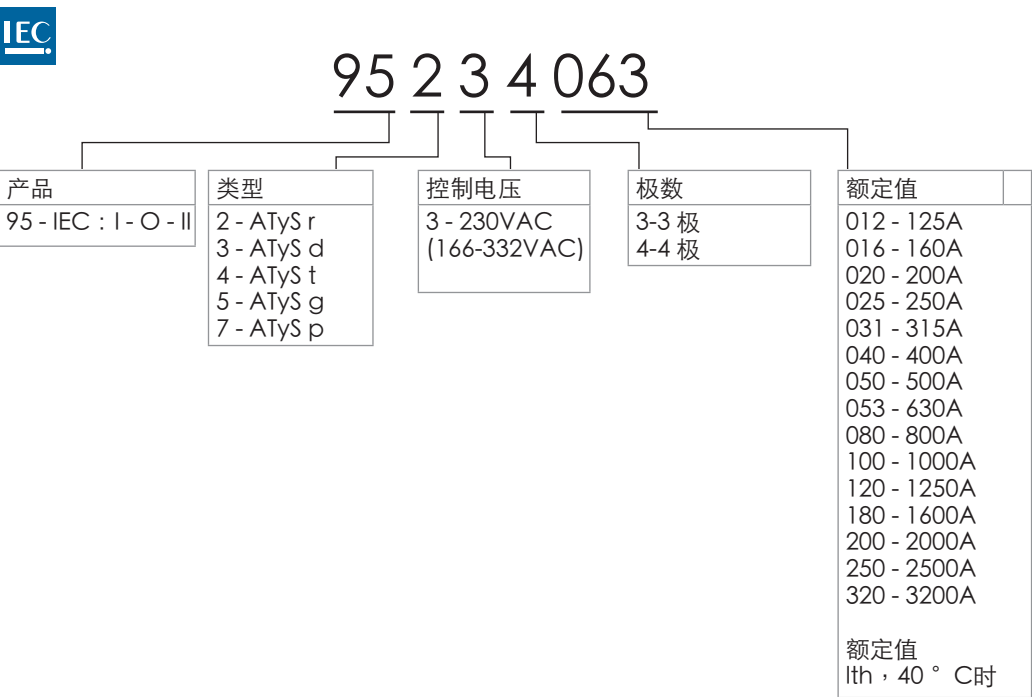 IEC
95 2 3 4 063
产品
95 - IEC : I - O - II
类型
2 - ATyS r
3 - ATyS d
4 - ATyS t
5 - ATyS g
7 - ATyS p
控制电压
3 - 230VAC
(166-332VAC)
极数
3-3 极
4-4 极
额定值
012 - 125A
016 - 160A
020 - 200A
025 - 250A
031 - 315A
040 - 400A
050 - 500A
053 - 630A
080 - 800A
100 - 1000A
120 - 1250A
180 - 1600A
200 - 2000A
250 - 2500A
320 - 3200A
额定值
Ith，40 °C时